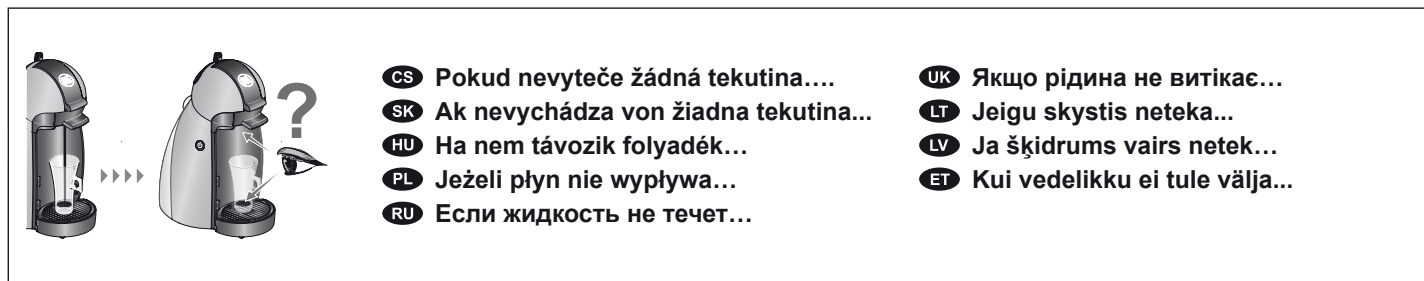 ?
CS Pokud nevyteče žádná tekutina....
SK Ak nevychádza von žiadna tekutina...
HU Ha nem távozik folyadék…
PL Jeżeli płyn nie wypływa…
RU Если жидкость не течет…
UK Якщо рідина не витікає…
LT Jeigu skystis neteka...
LV Ja šķidrums vairs netek…
ET Kui vedelikku ei tule välja...